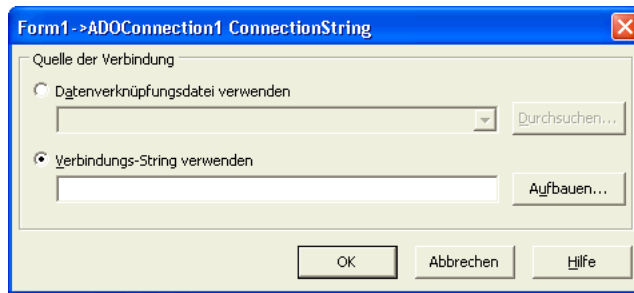 Form1->ADOConnection1 ConnectionString
Quelle der Verbindung
Datenverknüpfungsdatei verwenden
Durchsuchen...
Verbindungs-String verwenden
Aufbauen...
OK Abbrechen Hilfe